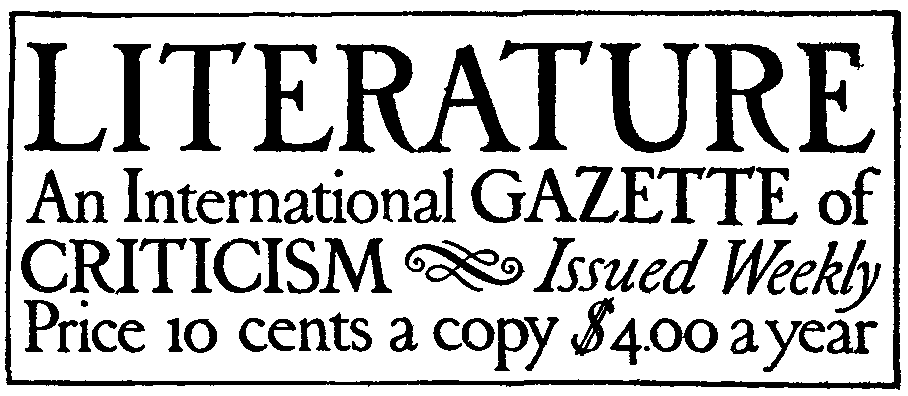 LITERATURE
An International GAZETTE of
CRITICISM Issued Weekly
Price 10 cents a copy $4.00 a year